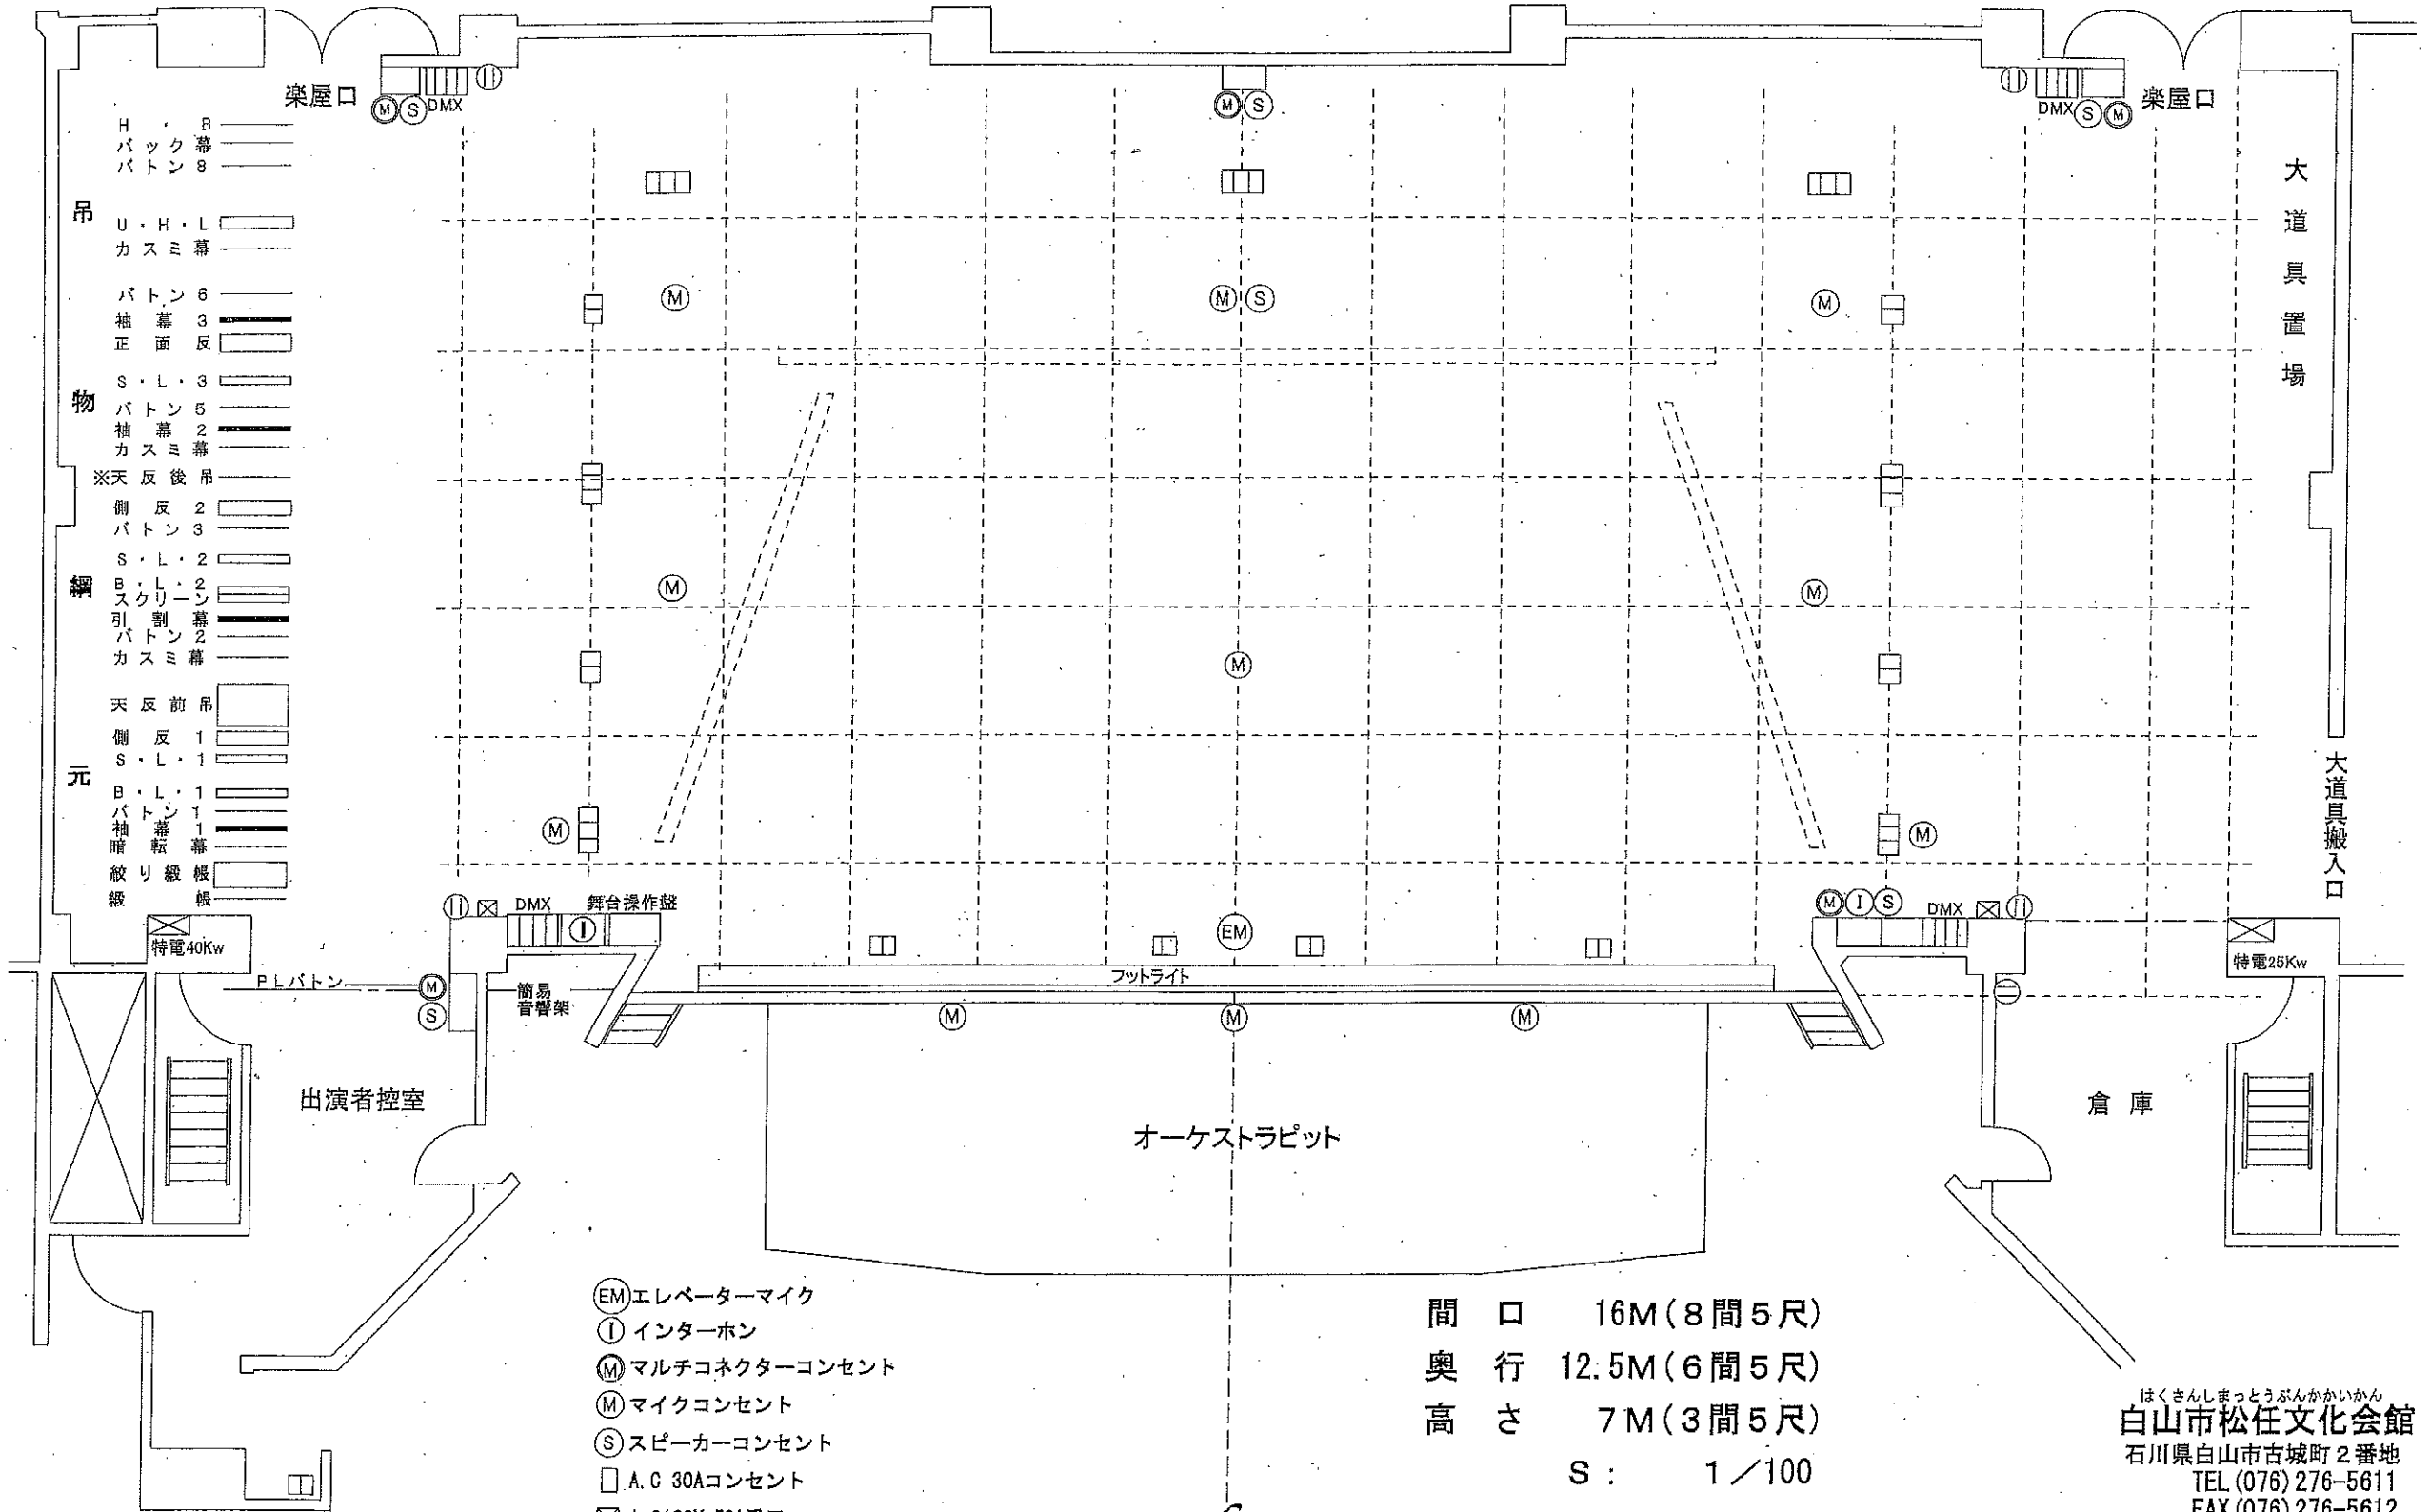 楽屋口
DMX
M S
M S
DMX
S M
楽屋口
吊物綱元
H・B
バック幕
バトン8
U・H・L
カスミ幕
バトン6
袖幕3
正面反
S・L・3
バトン5
袖幕2
カスミ幕
※天反後吊
側反2
バトン3
S・L・2
B・L・2
スクリーン
引割幕
バトン2
カスミ幕
天反前吊
側反1
S・L・1
B・L・1
バトン1
袖幕1
暗転幕
絞り緞帳
緞帳
大道具置場
大道具搬入口
M
M S
M
M
M
M
M
M
DMX
舞台操作盤
I
EM
M I S
DMX
特電40Kw
特電25Kw
PLバトン
M
S
簡易
音響架
フットライト
M
M
M
出演者控室
オーケストラピット
倉庫
EM エレベーターマイク
I インターホン
M マルチコネクターコンセント
M マイクコンセント
S スピーカーコンセント
A.C 30Aコンセント
間口 16M(8間5尺)
奥行 12.5M(6間5尺)
高さ 7M(3間5尺)
S: 1/100
はくさんしまっとうぶんかかいかん
白山市松任文化会館
石川県白山市古城町2番地
TEL(076)276-5611
FAX(076)276-5612